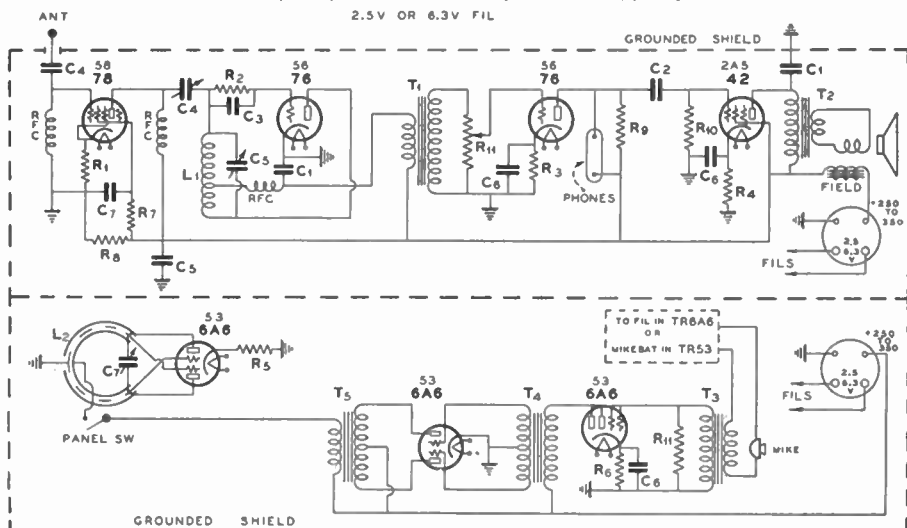 2.5V OR 6.3V FIL
ANT
GROUNDED SHIELD
C4
58
78
C4
R2
56
76
C3
T1
56
76
C2
2A5
42
C1
T2
RFC
RFC
R1
C5
L1
C1
RFC
R11
C6
R3
PHONES
R9
R10
C6
R4
FIELD
C7
R7
R8
C5
+250
TO
350
2.5
6.3
V
FILS
L2
53
6A6
C7
R5
PANEL SW
TO FIL IN TR6A6
OR
MIKEBAT IN TR53
+250
TO
350
2.5
6.3
V
FILS
T5
53
6A6
T4
53
6A6
T3
R11
R6
C6
MIKE
GROUNDED SHIELD